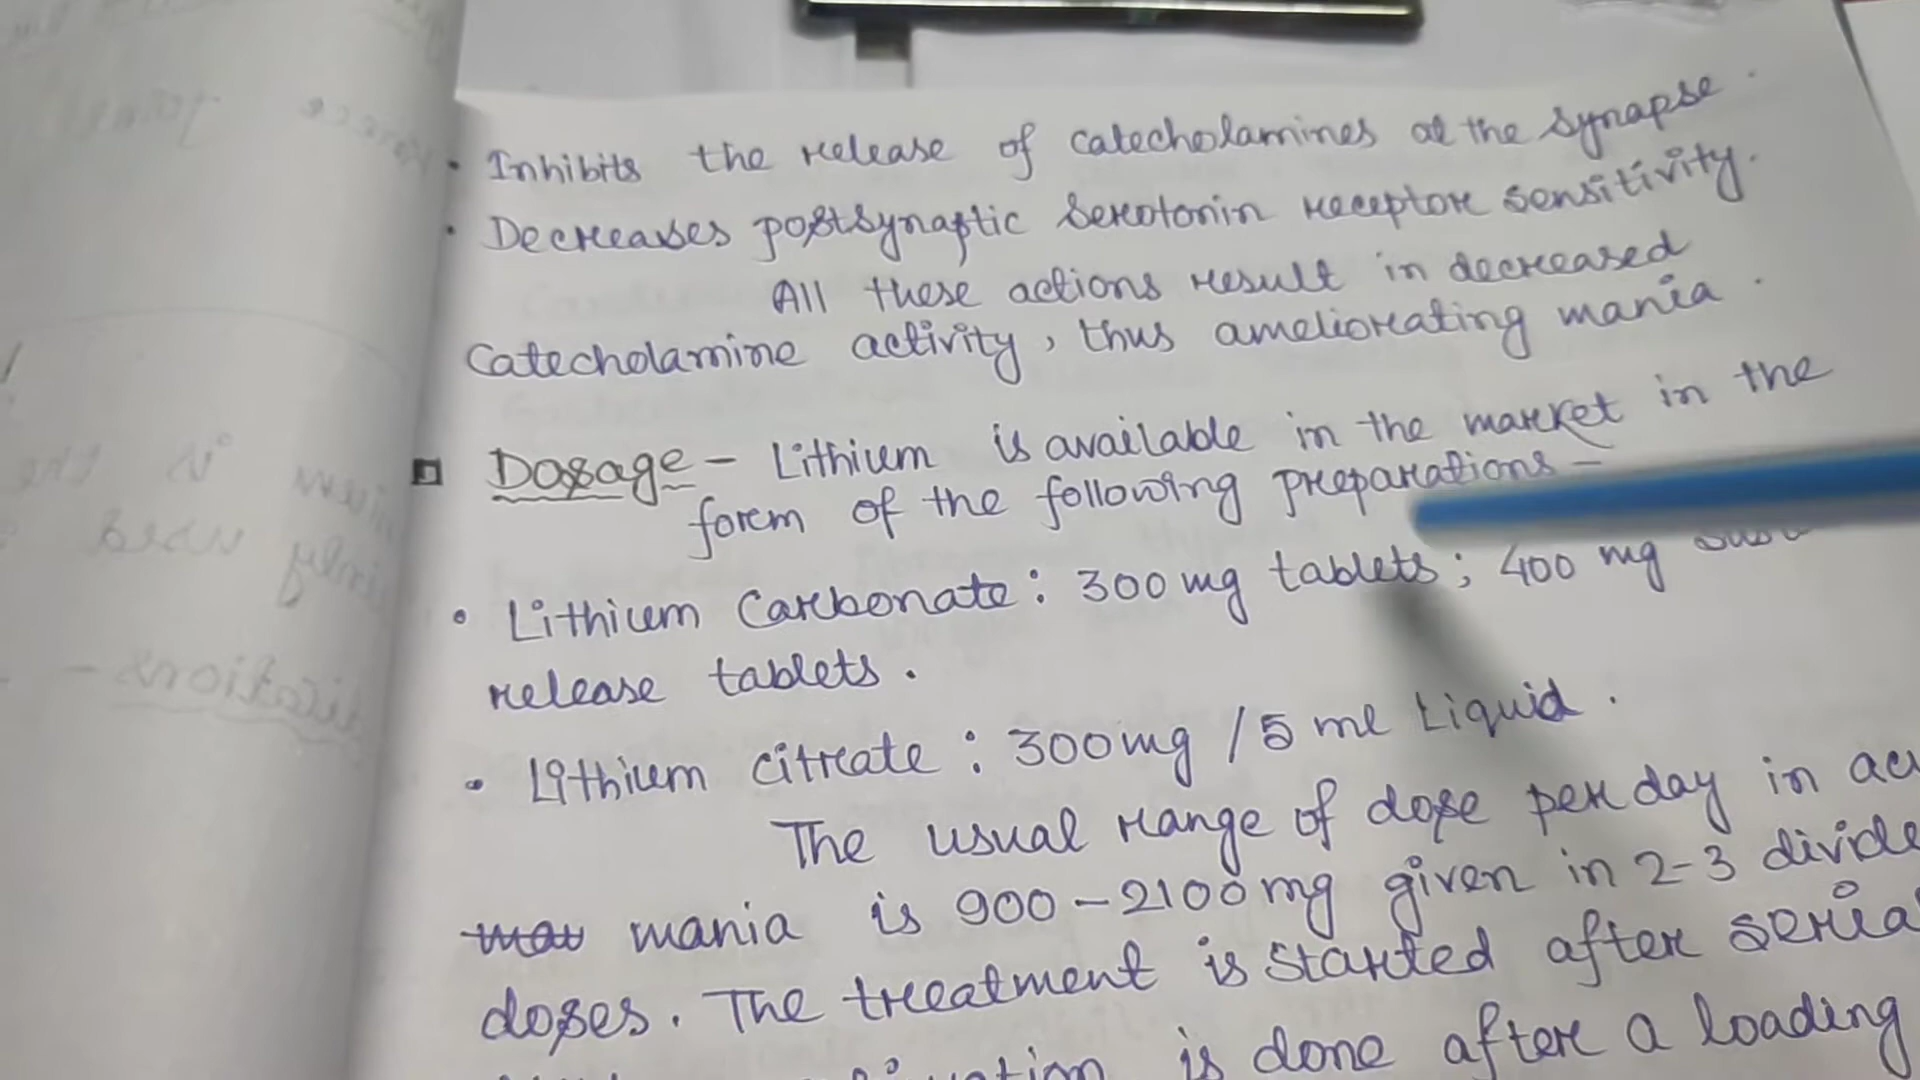 • Inhibits the release of catecholamines at the synapse.
• Decreases postsynaptic serotonin receptor sensitivity.
All these actions result in decreased
catecholamine activity, thus ameliorating mania.
Dosage - Lithium is available in the market in the
form of the following preparations -
• Lithium Carbonate : 300 mg tablets ; 400 mg
release tablets.
• Lithium citrate : 300mg / 5 ml Liquid.
The usual range of dose per day in
mania is 900-2100 mg given in 2-3
doses. The treatment is started after
is done after a loading